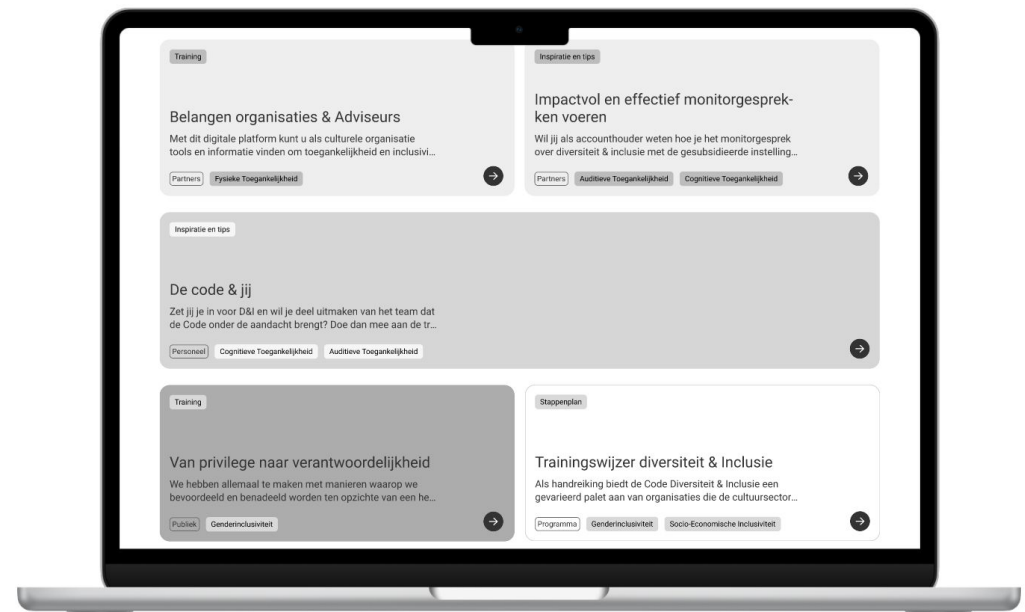 Training
Belangen organisaties & Adviseurs
Met dit digitale platform kunt u als culturele organisatie
tools en informatie vinden om toegankelijkheid en inclusivi...
Partners Fysieke Toegankelijkheid
Inspiratie en tips
Impactvol en effectief monitorgesprek-
ken voeren
Wil jij als accounthouder weten hoe je het monitorgesprek
over diversiteit & inclusie met de gesubsidieerde instelling...
Partners Auditieve Toegankelijkheid Cognitieve Toegankelijkheid
Inspiratie en tips
De code & jij
Zet jij je in voor D&I en wil je deel uitmaken van het team dat
de Code onder de aandacht brengt? Doe dan mee aan de tr...
Personeel Cognitieve Toegankelijkheid Auditieve Toegankelijkheid
Training
Van privilege naar verantwoordelijkheid
We hebben allemaal te maken met manieren waarop we
bevoordeeld en benadeeld worden ten opzichte van een he...
Publiek Genderinclusiviteit
Stappenplan
Trainingswijzer diversiteit & Inclusie
Als handreiking biedt de Code Diversiteit & Inclusie een
gevarieerd palet aan van organisaties die de cultuursector...
Programma Genderinclusiviteit Socio-Economische Inclusiviteit